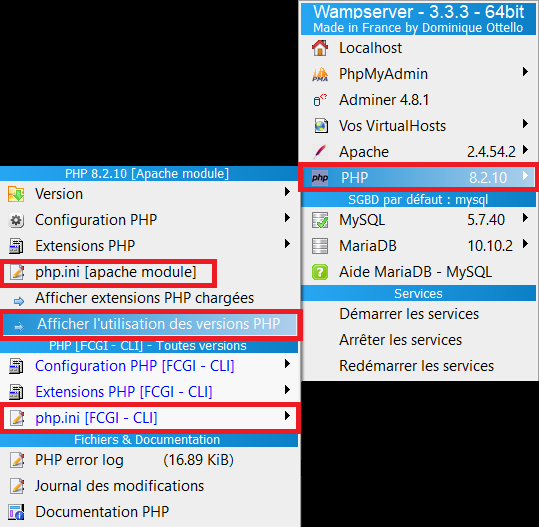 Wampserver - 3.3.3 - 64bit
Made in France by Dominique Ottello
Localhost
PhpMyAdmin
Adminer 4.8.1
Vos VirtualHosts
Apache 2.4.54.2
php PHP 8.2.10
SGBD par défaut : mysql
MySQL 5.7.40
MariaDB 10.10.2
Aide MariaDB - MySQL
Services
Démarrer les services
Arrêter les services
Redémarrer les services
PHP 8.2.10 [Apache module]
Version
Configuration PHP
Extensions PHP
php.ini [apache module]
Afficher extensions PHP chargées
Afficher l'utilisation des versions PHP
PHP [FCGI - CLI] - Toutes versions
Configuration PHP [FCGI - CLI]
Extensions PHP [FCGI - CLI]
php.ini [FCGI - CLI]
Fichiers & Documentation
PHP error log (16.89 KiB)
Journal des modifications
Documentation PHP